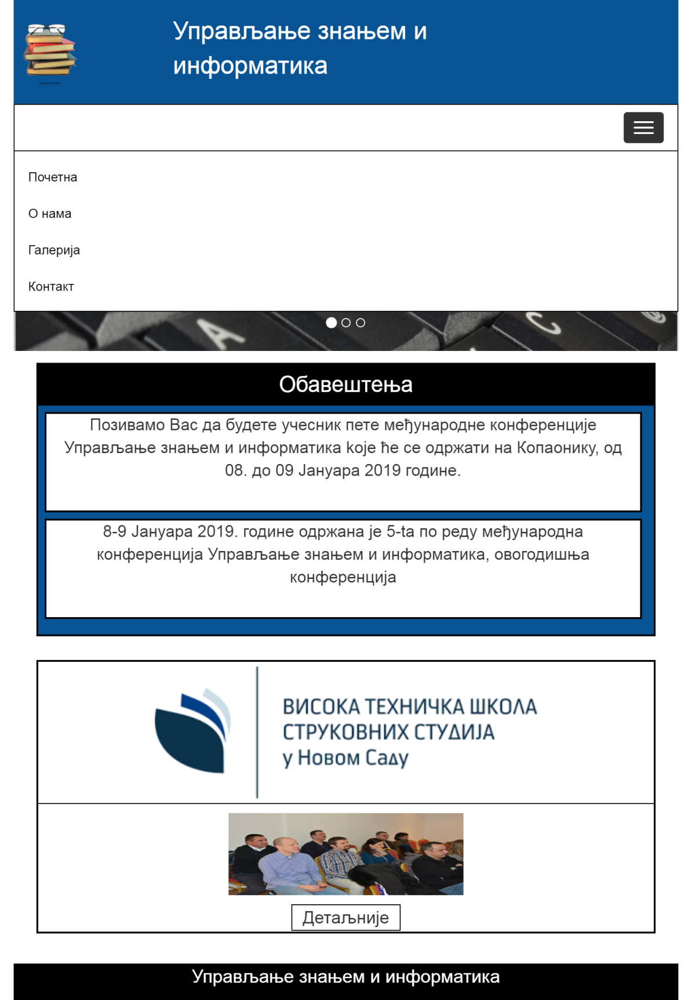 Управљање знањем и
информатика
Почетна
О нама
Галерија
Контакт
A
C
Обавештења
Позивамо Вас да будете учесник пете међународне конференције
Управљање знањем и информатика које ће се одржати на Копаонику, од
08. до 09 Јануара 2019 године.
8-9 Јануара 2019. године одржана је 5-ta по реду међународна
конференција Управљање знањем и информатика, овогодишња
конференција
ВИСОКА ТЕХНИЧКА ШКОЛА
СТРУКОВНИХ СТУДИЈА
у Новом Саду
Детаљније
Управљање знањем и информатика